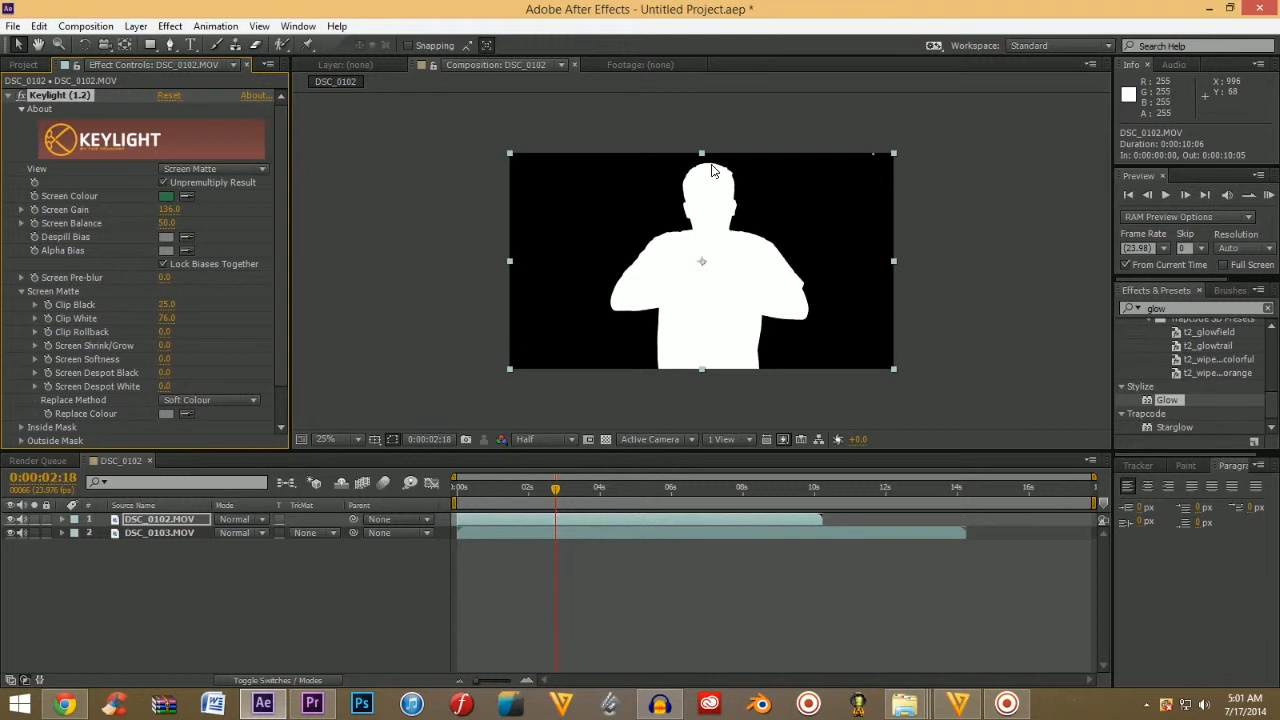 Adobe After Effects - Untitled Project.aep *
File Edit Composition Layer Effect Animation View Window Help
Snapping Workspace: Standard Search Help
Project Effect Controls: DSC_0102.MOV Layer: (none) Composition: DSC_0102 Footage: (none) Info Audio
DSC_0102 • DSC_0102.MOV
DSC_0102
Keylight (1.2) Reset About...
About
KEYLIGHT
View Screen Matte
Unpremultiply Result
Screen Colour
Screen Gain 136.0
Screen Balance 50.0
Despill Bias
Alpha Bias
Lock Biases Together
Screen Pre-blur 0.0
Screen Matte
Clip Black 25.0
Clip White 76.0
Clip Rollback 0.0
Screen Shrink/Grow 0.0
Screen Softness 0.0
Screen Despot Black 0.0
Screen Despot White 0.0
Replace Method Soft Colour
Replace Colour
Inside Mask
Outside Mask
R: 255 X: 996
G: 255 Y: 68
B: 255
A: 255
DSC_0102.MOV
Duration: 0:00:10:06
In: 0:00:00:00, Out: 0:00:10:05
Preview
RAM Preview Options
Frame Rate Skip Resolution
(23.98) 0 Auto
From Current Time Full Screen
Effects & Presets Brushes
glow
Trapcode 3D Presets
t2_glowfield
t2_glowtrail
t2_wipe...colorful
t2_wipe...orange
Stylize
Glow
Trapcode
Starglow
25% 0:00:02:18 Half Active Camera 1 View +0.0
Render Queue DSC_0102
Tracker Paint Paragra
0:00:02:18
00066 (23.976 fps)
:00s 02s 04s 06s 08s 10s 12s 14s 16s 1
# Source Name Mode T TrkMat Parent
1 DSC_0102.MOV Normal None
2 DSC_0103.MOV Normal None None
0 px 0 px 0 px
0 px 0 px
Toggle Switches / Modes
5:01 AM
7/17/2014